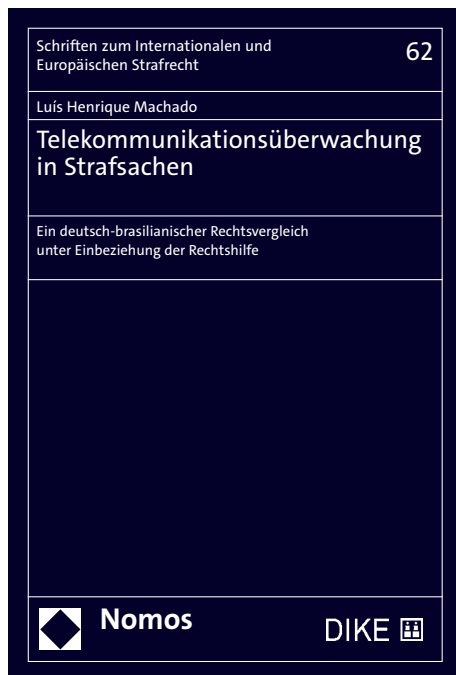 Schriften zum Internationalen und
Europäischen Strafrecht
62
Luís Henrique Machado
Telekommunikationsüberwachung
in Strafsachen
Ein deutsch-brasilianischer Rechtsvergleich
unter Einbeziehung der Rechtshilfe
Nomos
DIKE